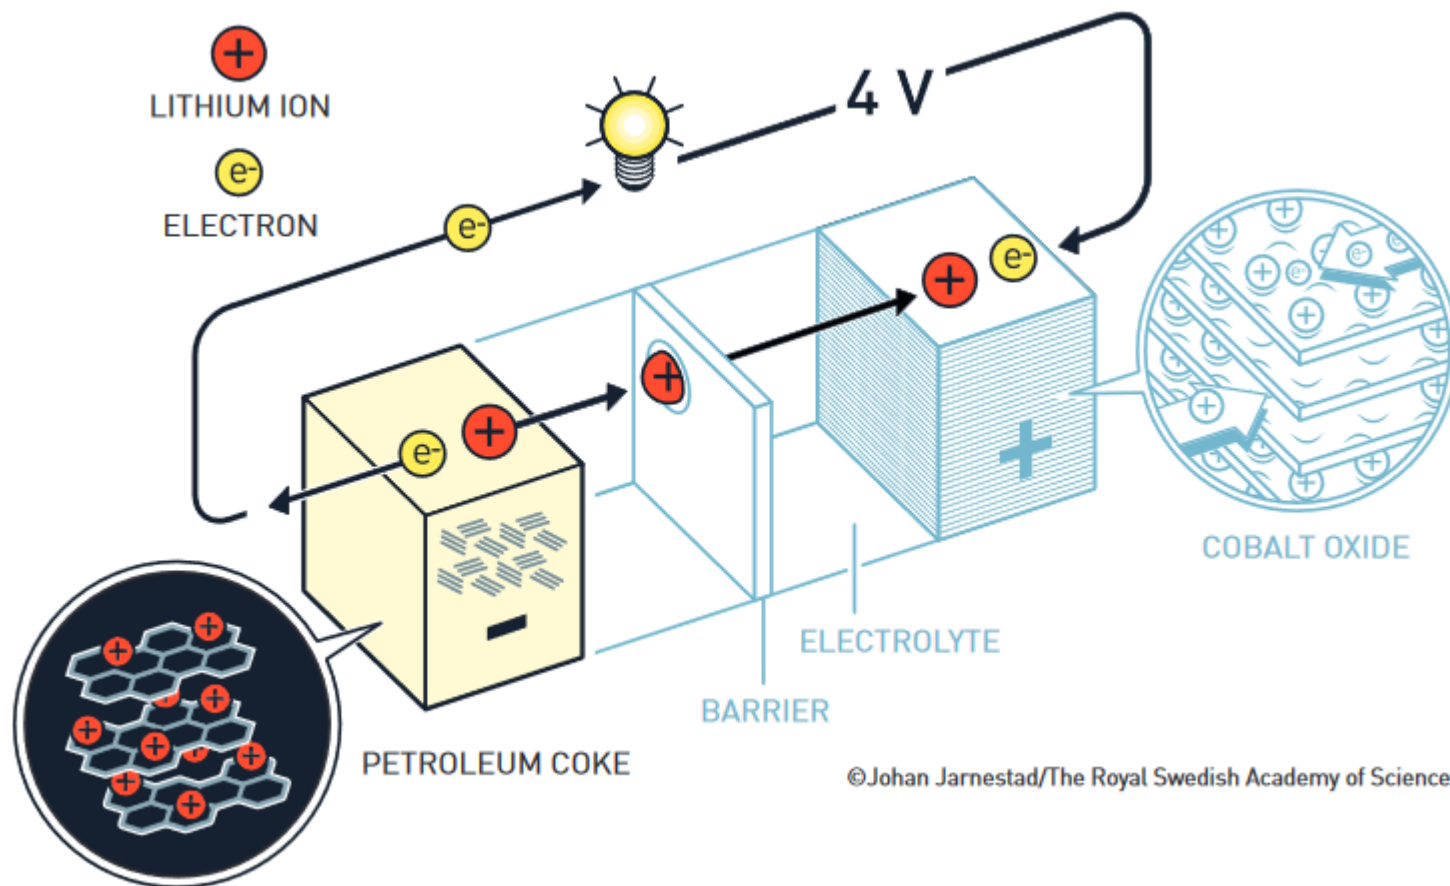 +
LITHIUM ION
e-
ELECTRON
4 V
e-
+
e-
+
e-
+
+
-
COBALT OXIDE
ELECTROLYTE
BARRIER
PETROLEUM COKE
©Johan Jarnestad/The Royal Swedish Academy of Science